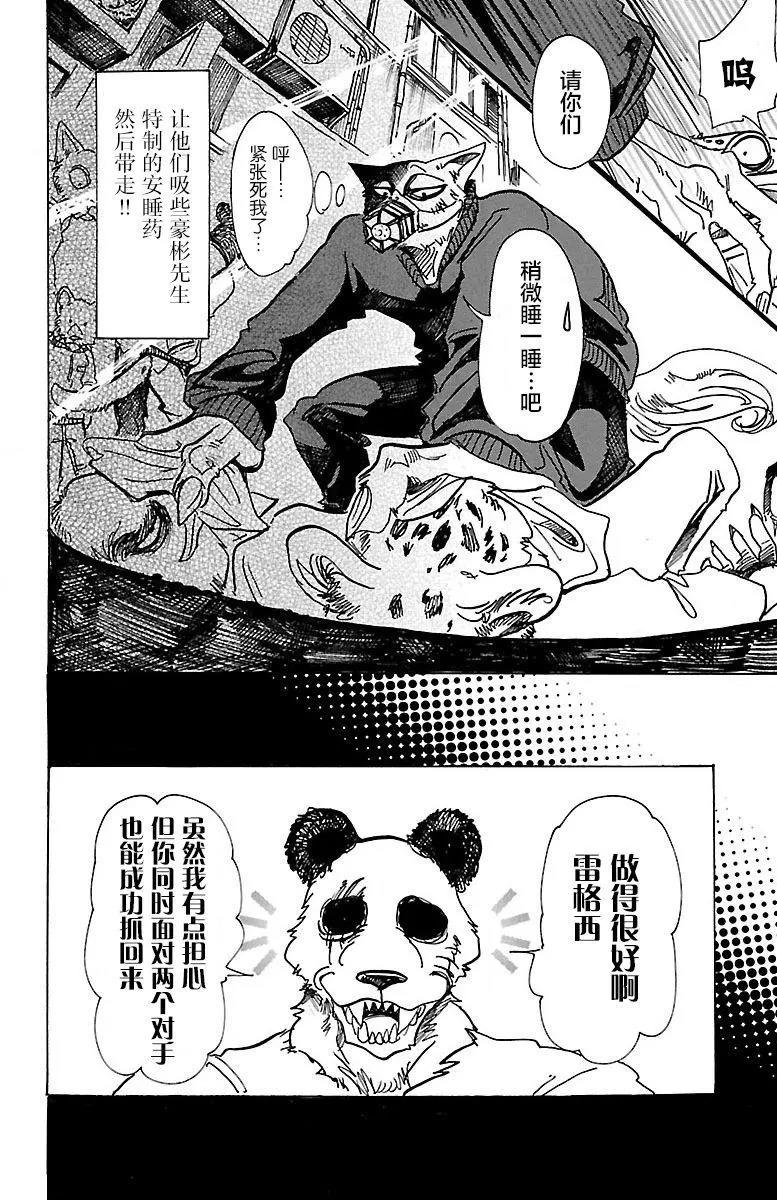 呜
请你们
稍微睡一睡…吧
呼—…
紧张死我了…
让他们吸些豪彬先生
特制的安睡药
然后带走!!
做得很好啊
雷格西
虽然我有点担心
但你同时面对两个对手
也能成功抓回来